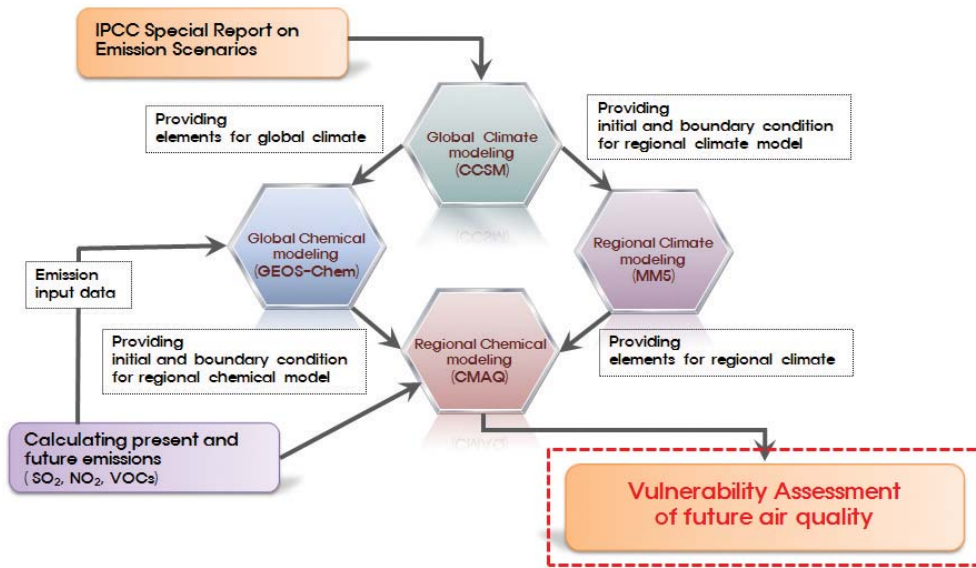 IPCC Special Report on
Emission Scenarios
Providing
elements for global climate
Global Climate
modeling
(CCSM)
Providing
initial and boundary condition
for regional climate model
Global Chemical
modeling
(GEOS-Chem)
Regional Climate
modeling
(MM5)
Emission
input data
Providing
initial and boundary condition
for regional chemical model
Regional Chemical
modeling
(CMAQ)
Providing
elements for regional climate
Calculating present and
future emissions
( SO₂, NO₂, VOCs)
Vulnerability Assessment
of future air quality